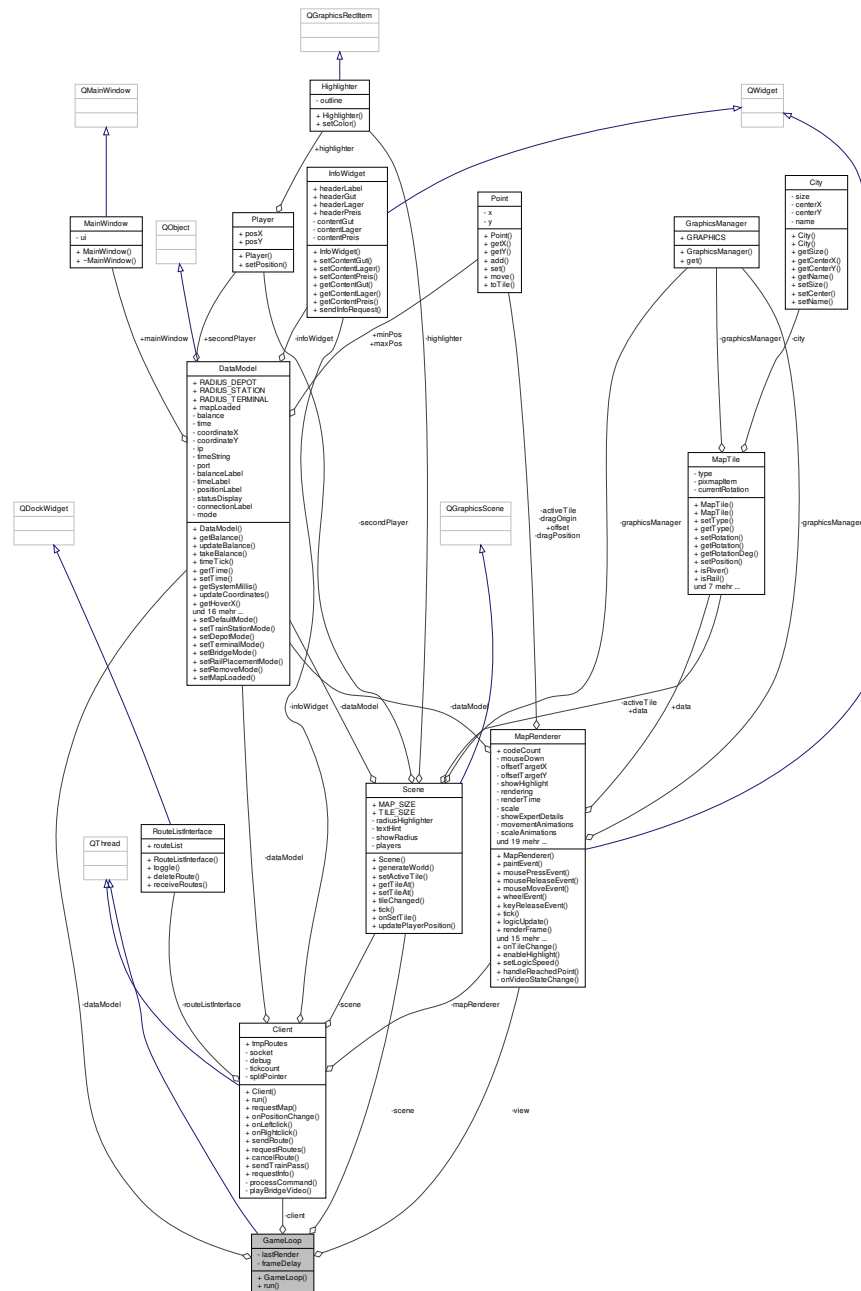 QGraphicsRectItem
Highlighter
- outline
+ Highlighter()
+ setColor()
QMainWindow
QWidget
+highlighter
InfoWidget
+ headerLabel
+ headerGut
+ headerLager
+ headerPreis
- contentGut
- contentLager
- contentPreis
+ InfoWidget()
+ setContentGut()
+ setContentLager()
+ setContentPreis()
+ getContentGut()
+ getContentLager()
+ getContentPreis()
+ sendInfoRequest()
City
- size
- centerX
- centerY
- name
+ City()
+ City()
+ getSize()
+ getCenterX()
+ getCenterY()
+ getName()
+ setSize()
+ setCenter()
+ setName()
Point
- x
- y
+ Point()
+ getX()
+ getY()
+ add()
+ set()
+ move()
+ toTile()
MainWindow
- ui
+ MainWindow()
+ ~MainWindow()
QObject
Player
+ posX
+ posY
+ Player()
+ setPosition()
GraphicsManager
+ GRAPHICS
+ GraphicsManager()
+ get()
+mainWindow
+secondPlayer
-infoWidget
+minPos
+maxPos
-highlighter
-graphicsManager
-city
DataModel
+ RADIUS_DEPOT
+ RADIUS_STATION
+ RADIUS_TERMINAL
+ mapLoaded
- balance
- time
- coordinateX
- coordinateY
- ip
- timeString
- port
- balanceLabel
- timeLabel
- positionLabel
- statusDisplay
- connectionLabel
- mode
+ DataModel()
+ getBalance()
+ updateBalance()
+ takeBalance()
+ timeTick()
+ getTime()
+ setTime()
+ getSystemMillis()
+ updateCoordinates()
+ getHoverX()
und 16 mehr ...
+ setDefaultMode()
+ setTrainStationMode()
+ setDepotMode()
+ setTerminalMode()
+ setBridgeMode()
+ setRailPlacementMode()
+ setRemoveMode()
+ setMapLoaded()
MapTile
- type
- pixmapItem
- currentRotation
+ MapTile()
+ MapTile()
+ setType()
+ getType()
+ setRotation()
+ getRotation()
+ getRotationDeg()
+ setPosition()
+ isRiver()
+ isRail()
und 7 mehr ...
QDockWidget
QGraphicsScene
-secondPlayer
-activeTile
-dragOrigin
+offset
-dragPosition
-graphicsManager
-graphicsManager
-infoWidget
-dataModel
-dataModel
-activeTile
+data
+data
MapRenderer
+ codeCount
- mouseDown
- offsetTargetX
- offsetTargetY
- showHighlight
- rendering
- renderTime
- scale
- showExpertDetails
- movementAnimations
- scaleAnimations
und 19 mehr ...
+ MapRenderer()
+ paintEvent()
+ mousePressEvent()
+ mouseReleaseEvent()
+ mouseMoveEvent()
+ wheelEvent()
+ keyReleaseEvent()
+ tick()
+ logicUpdate()
+ renderFrame()
und 15 mehr ...
+ onTileChange()
+ enableHighlight()
+ setLogicSpeed()
+ handleReachedPoint()
- onVideoStateChange()
Scene
+ MAP_SIZE
+ TILE_SIZE
- radiusHighlighter
- textHint
- showRadius
- players
+ Scene()
+ generateWorld()
+ setActiveTile()
+ getTileAt()
+ setTileAt()
+ tileChanged()
+ tick()
+ onSetTile()
+ updatePlayerPosition()
QThread
RouteListInterface
+ routeList
+ RouteListInterface()
+ toggle()
+ deleteRoute()
+ receiveRoutes()
-dataModel
-dataModel
-routeListInterface
-scene
-mapRenderer
Client
+ tmpRoutes
- socket
- debug
- tickcount
- splitPointer
+ Client()
+ run()
+ requestMap()
+ onPositionChange()
+ onLeftclick()
+ onRightclick()
+ sendRoute()
+ requestRoutes()
+ cancelRoute()
+ sendTrainPass()
+ requestInfo()
- processCommand()
- playBridgeVideo()
-scene
-view
-client
GameLoop
- lastRender
- frameDelay
+ GameLoop()
+ run()